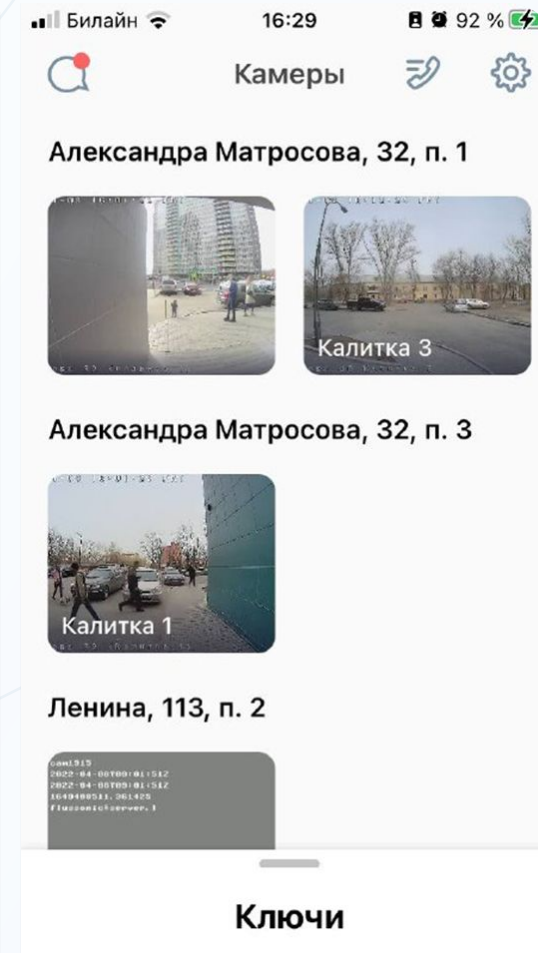 Билайн 16:29 92 %
Камеры
Александра Матросова, 32, п. 1
Калитка 3
Александра Матросова, 32, п. 3
Калитка 1
Ленина, 113, п. 2
cam1915
Ключи